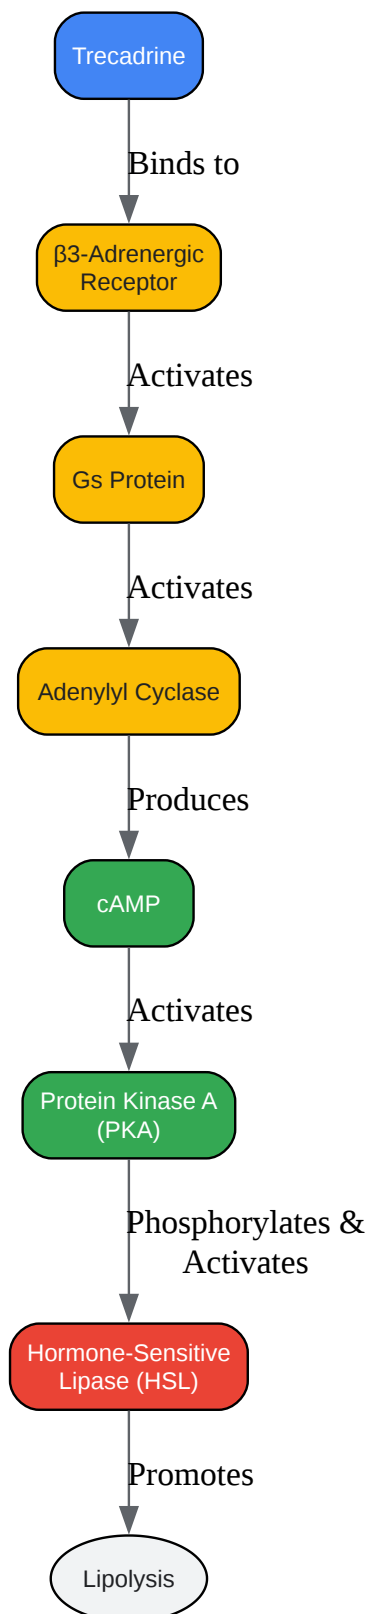 Trecadrine
Binds to
β3-Adrenergic
Receptor
Activates
Gs Protein
Activates
Adenylyl Cyclase
Produces
cAMP
Activates
Protein Kinase A
(PKA)
Phosphorylates &
Activates
Hormone-Sensitive
Lipase (HSL)
Promotes
Lipolysis